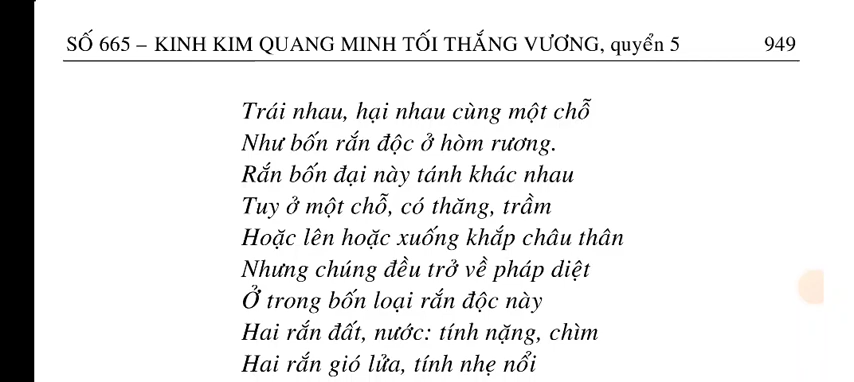 SỐ 665 – KINH KIM QUANG MINH TỐI THẮNG VƯƠNG, quyển 5 949
Trái nhau, hại nhau cùng một chỗ
Như bốn rắn độc ở hòm rương.
Rắn bốn đại này tánh khác nhau
Tuy ở một chỗ, có thăng, trầm
Hoặc lên hoặc xuống khắp châu thân
Nhưng chúng đều trở về pháp diệt
Ở trong bốn loại rắn độc này
Hai rắn đất, nước: tính nặng, chìm
Hai rắn gió lửa, tính nhẹ nổi